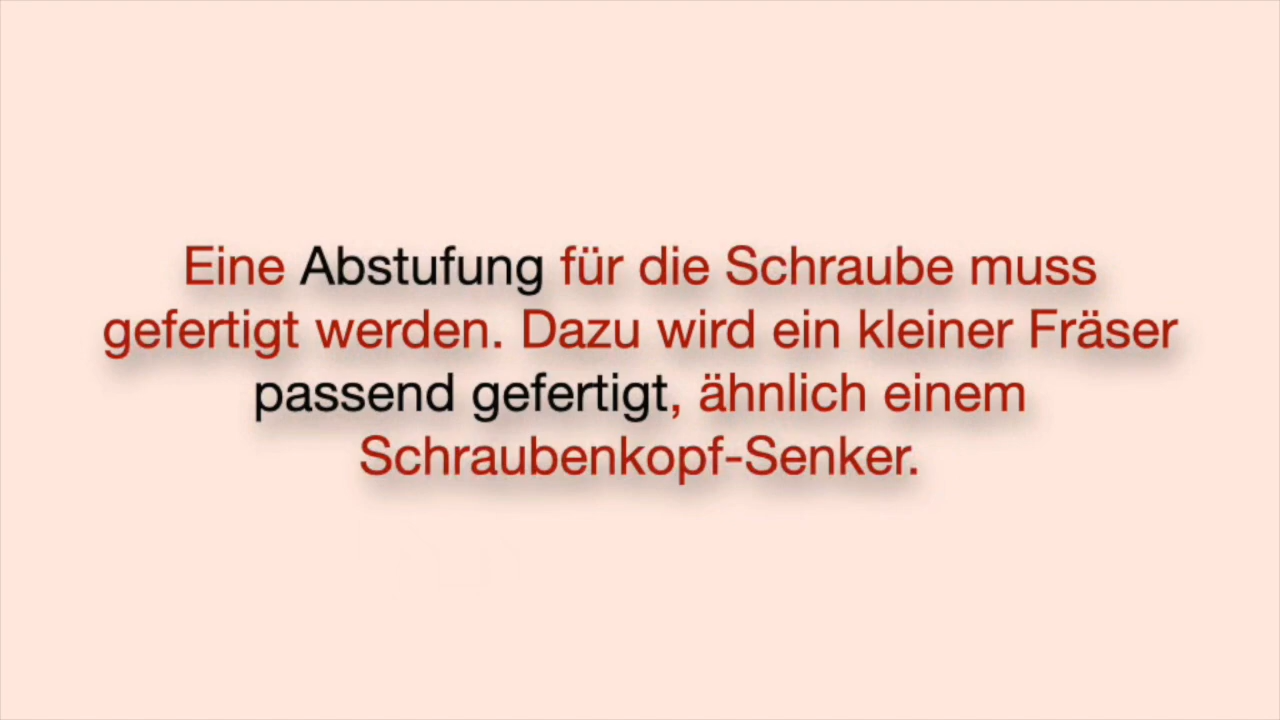 Eine Abstufung für die Schraube muss
gefertigt werden. Dazu wird ein kleiner Fräser
passend gefertigt, ähnlich einem
Schraubenkopf-Senker.